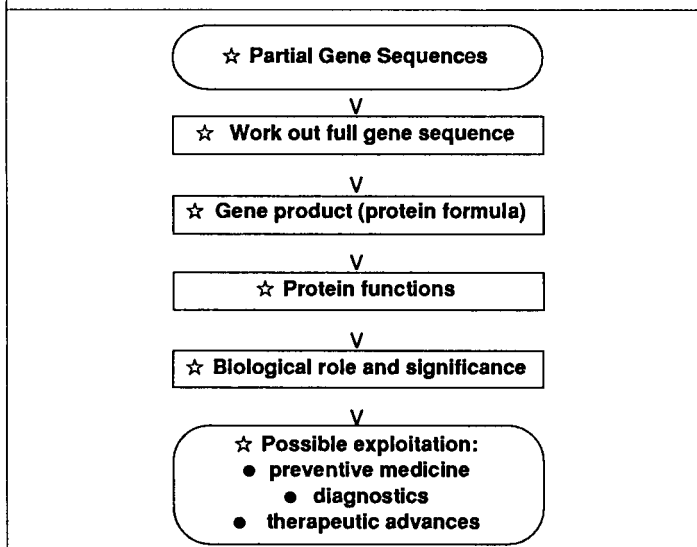 ☆ Partial Gene Sequences
V
☆ Work out full gene sequence
V
☆ Gene product (protein formula)
V
☆ Protein functions
V
☆ Biological role and significance
V
☆ Possible exploitation:
● preventive medicine
● diagnostics
● therapeutic advances